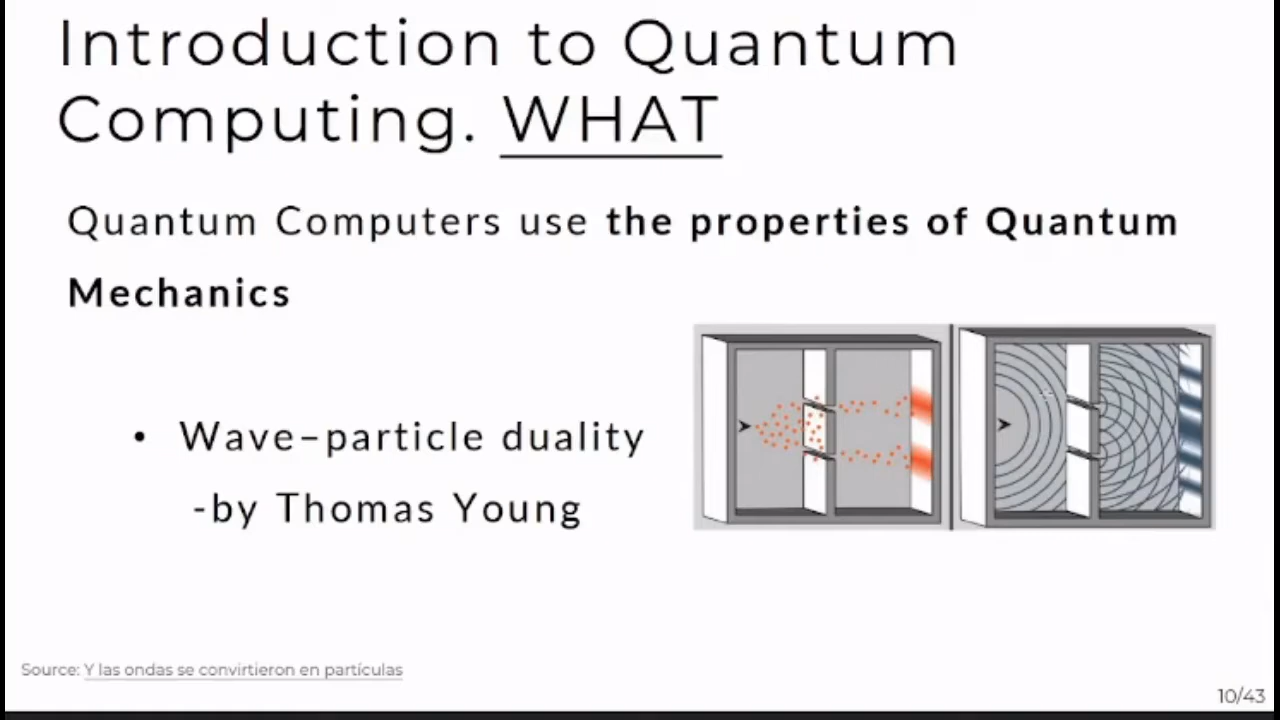 Introduction to Quantum
Computing. WHAT
Quantum Computers use the properties of Quantum
Mechanics
• Wave–particle duality
-by Thomas Young
Source: Y las ondas se convirtieron en partículas
10/43